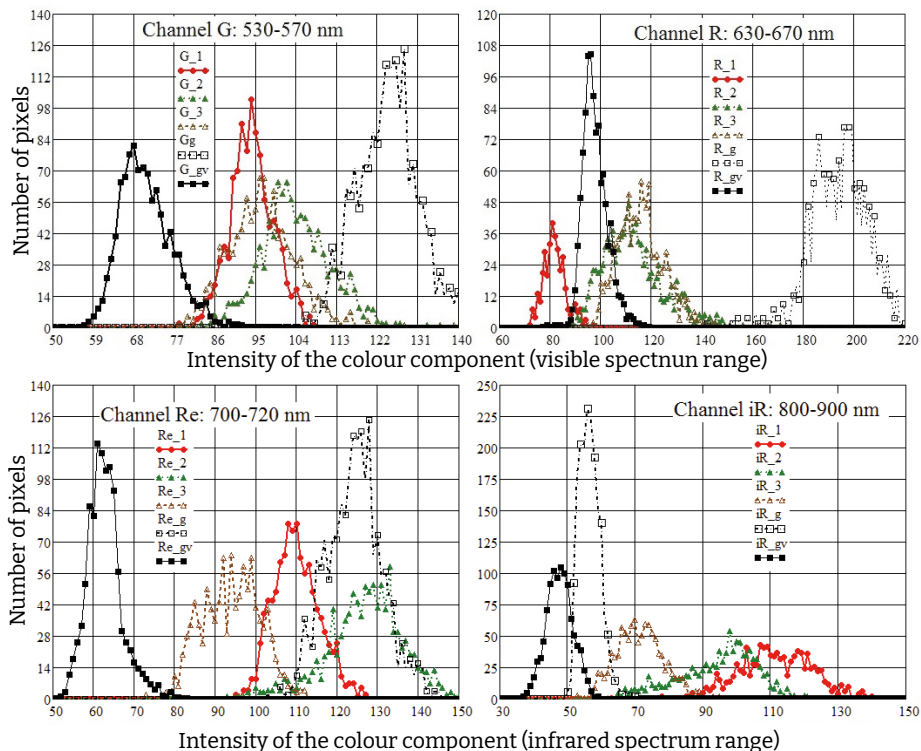 Channel G: 530-570 nm
G_1
G_2
G_3
Gg
G_gv
Number of pixels
140
126
112
98
84
70
56
42
28
14
0
50 59 68 77 86 95 104 113 122 131 140
Channel R: 630-670 nm
R_1
R_2
R_3
R_g
R_gv
120
108
96
84
72
60
48
36
24
12
0
60 80 100 120 140 160 180 200 220
Intensity of the colour component (visible spectnun range)
Channel Re: 700-720 nm
Re_1
Re_2
Re_3
Re_g
Re_gv
Number of pixels
140
126
112
98
84
70
56
42
28
14
0
50 60 70 80 90 100 110 120 130 140 150
Channel iR: 800-900 nm
iR_1
iR_2
iR_3
iR_g
iR_gv
250
225
200
175
150
125
100
75
50
25
0
30 50 70 90 110 130 150
Intensity of the colour component (infrared spectrum range)